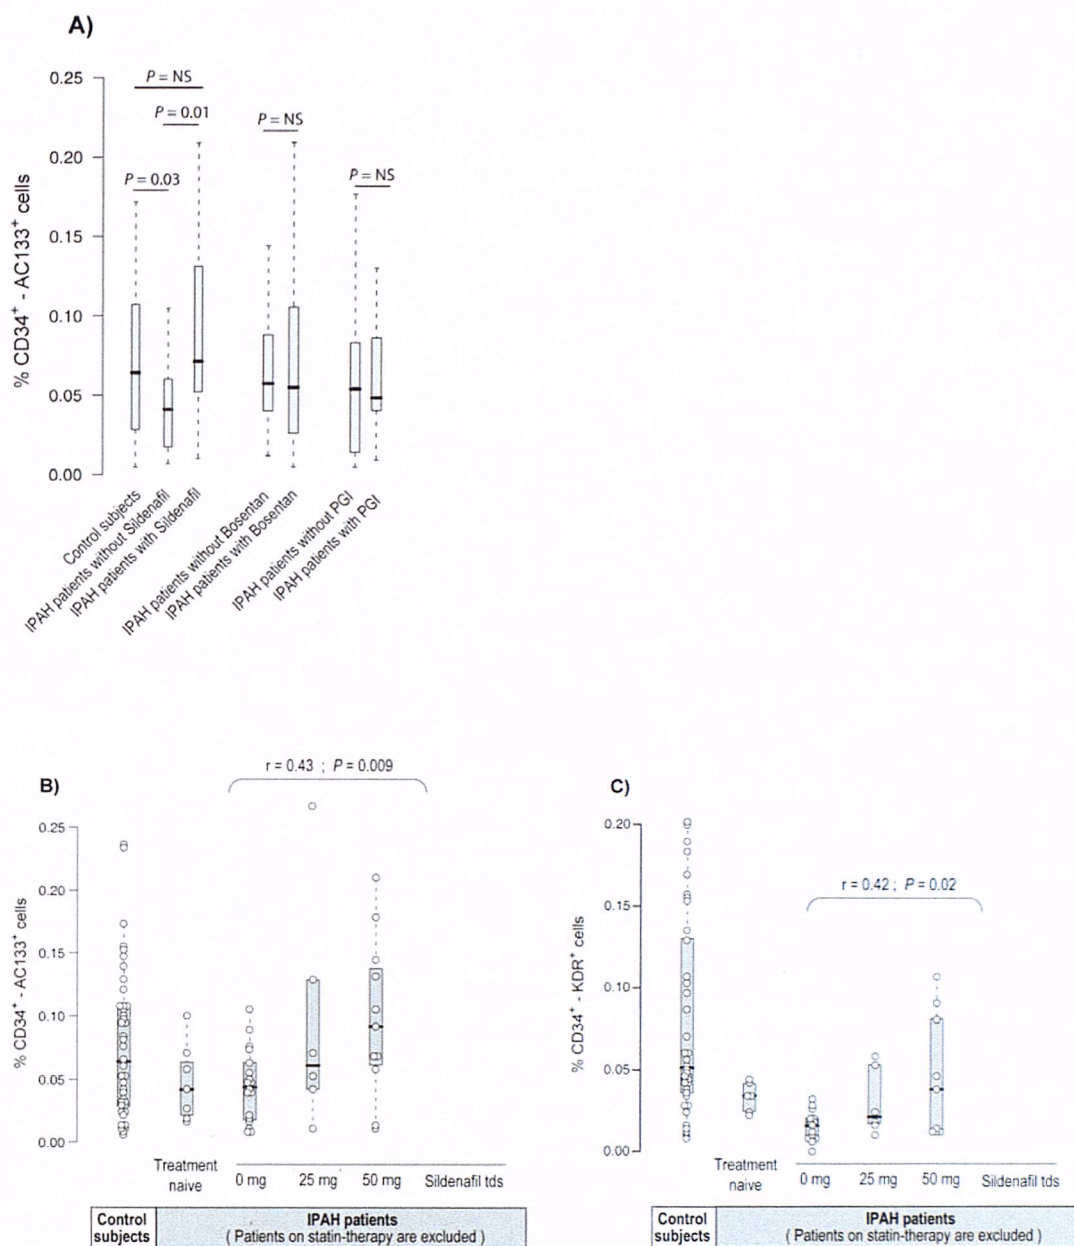 A)
0.25
0.20
0.15
0.10
0.05
0.00
% CD34+ - AC133+ cells
P = NS
P = 0.01
P = 0.03
P = NS
P = NS
Control subjects
IPAH patients without Sildenafil
IPAH patients with Sildenafil
IPAH patients without Bosentan
IPAH patients with Bosentan
IPAH patients without PGI
IPAH patients with PGI
B)
r = 0.43 ; P = 0.009
0.25
0.20
0.15
0.10
0.05
0.00
% CD34+ - AC133+ cells
Treatment
naive
0 mg
25 mg
50 mg
Sildenafil tds
Control
subjects
IPAH patients
( Patients on statin-therapy are excluded )
C)
r = 0.42 ; P = 0.02
0.20
0.15
0.10
0.05
0.00
% CD34+ - KDR+ cells
Treatment
naive
0 mg
25 mg
50 mg
Sildenafil tds
Control
subjects
IPAH patients
( Patients on statin-therapy are excluded )